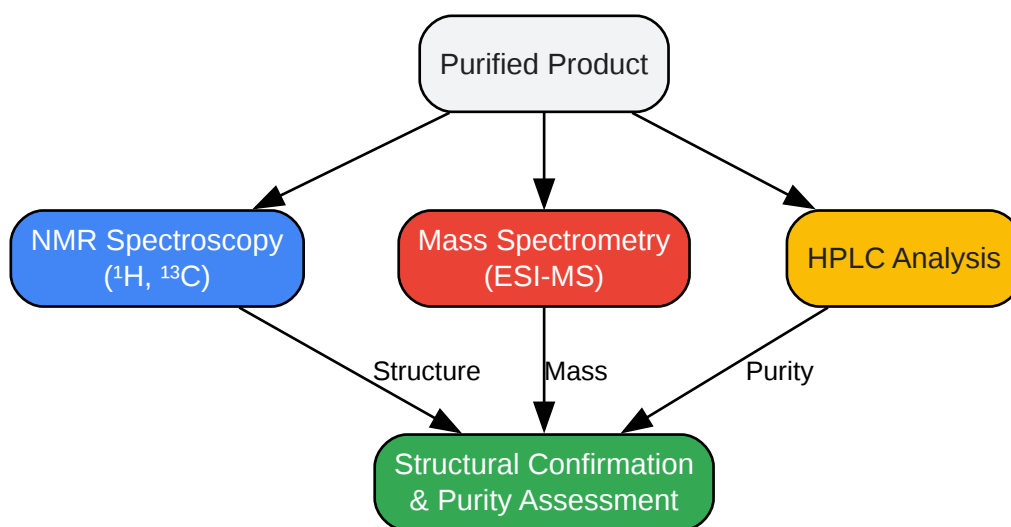 Purified Product
NMR Spectroscopy
(¹H, ¹³C)
Mass Spectrometry
(ESI-MS)
HPLC Analysis
Structure
Mass
Purity
Structural Confirmation
& Purity Assessment